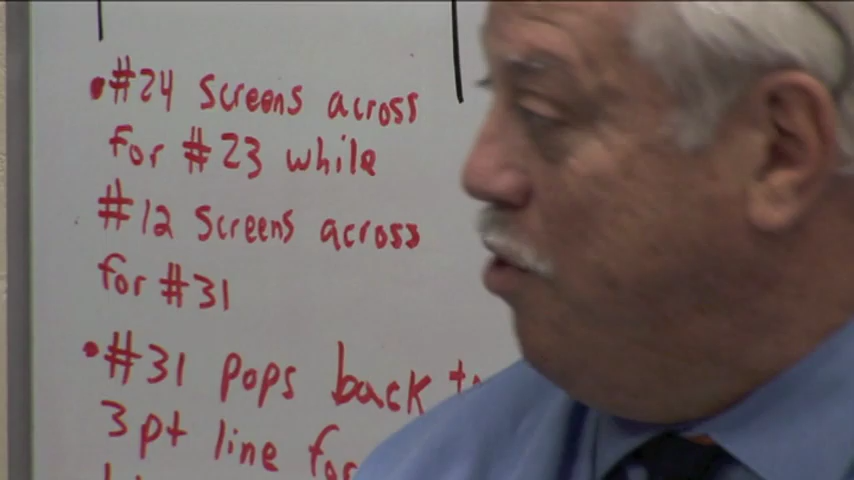 • #24 screens across
for #23 while
#12 screens across
for #31
• #31 pops back to
3pt line for